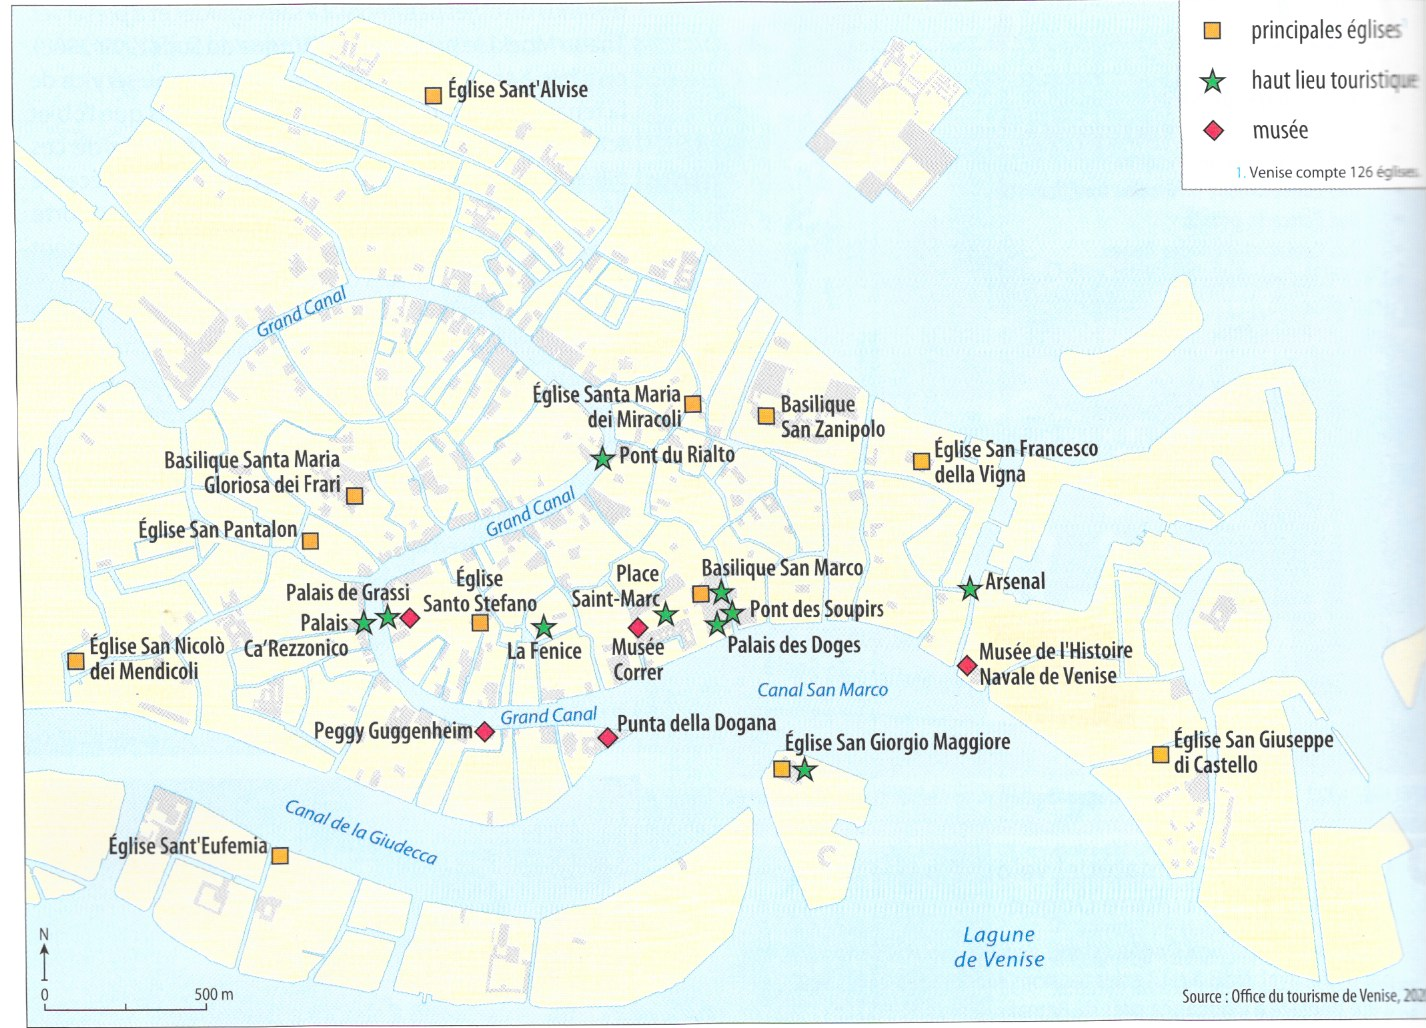 principales églises
haut lieu touristique
musée
1. Venise compte 126 églises.
Église Sant'Alvise
Grand Canal
Église Santa Maria
dei Miracoli
Basilique
San Zanipolo
Pont du Rialto
Église San Francesco
della Vigna
Basilique Santa Maria
Gloriosa dei Frari
Grand Canal
Église San Pantalon
Place
Saint-Marc
Basilique San Marco
Arsenal
Palais de Grassi
Église
Santo Stefano
Palais
Ca'Rezzonico
La Fenice
Musée
Correr
Pont des Soupirs
Palais des Doges
Église San Nicolò
dei Mendicoli
Musée de l'Histoire
Navale de Venise
Canal San Marco
Peggy Guggenheim
Grand Canal
Punta della Dogana
Église San Giorgio Maggiore
Église San Giuseppe
di Castello
Canal de la Giudecca
Église Sant'Eufemia
Lagune
de Venise
N
0 500 m
Source : Office du tourisme de Venise,